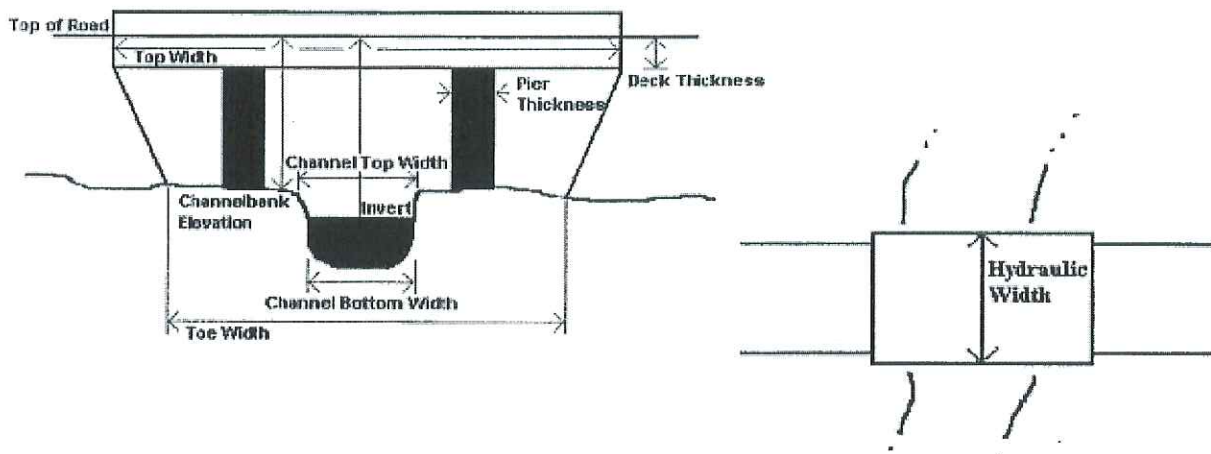 Top of Road
Top Width
Pier
Thickness
Deck Thickness
Channel Top Width
Channelbank
Elevation
Invert
Channel Bottom Width
Toe Width
Hydraulic
Width